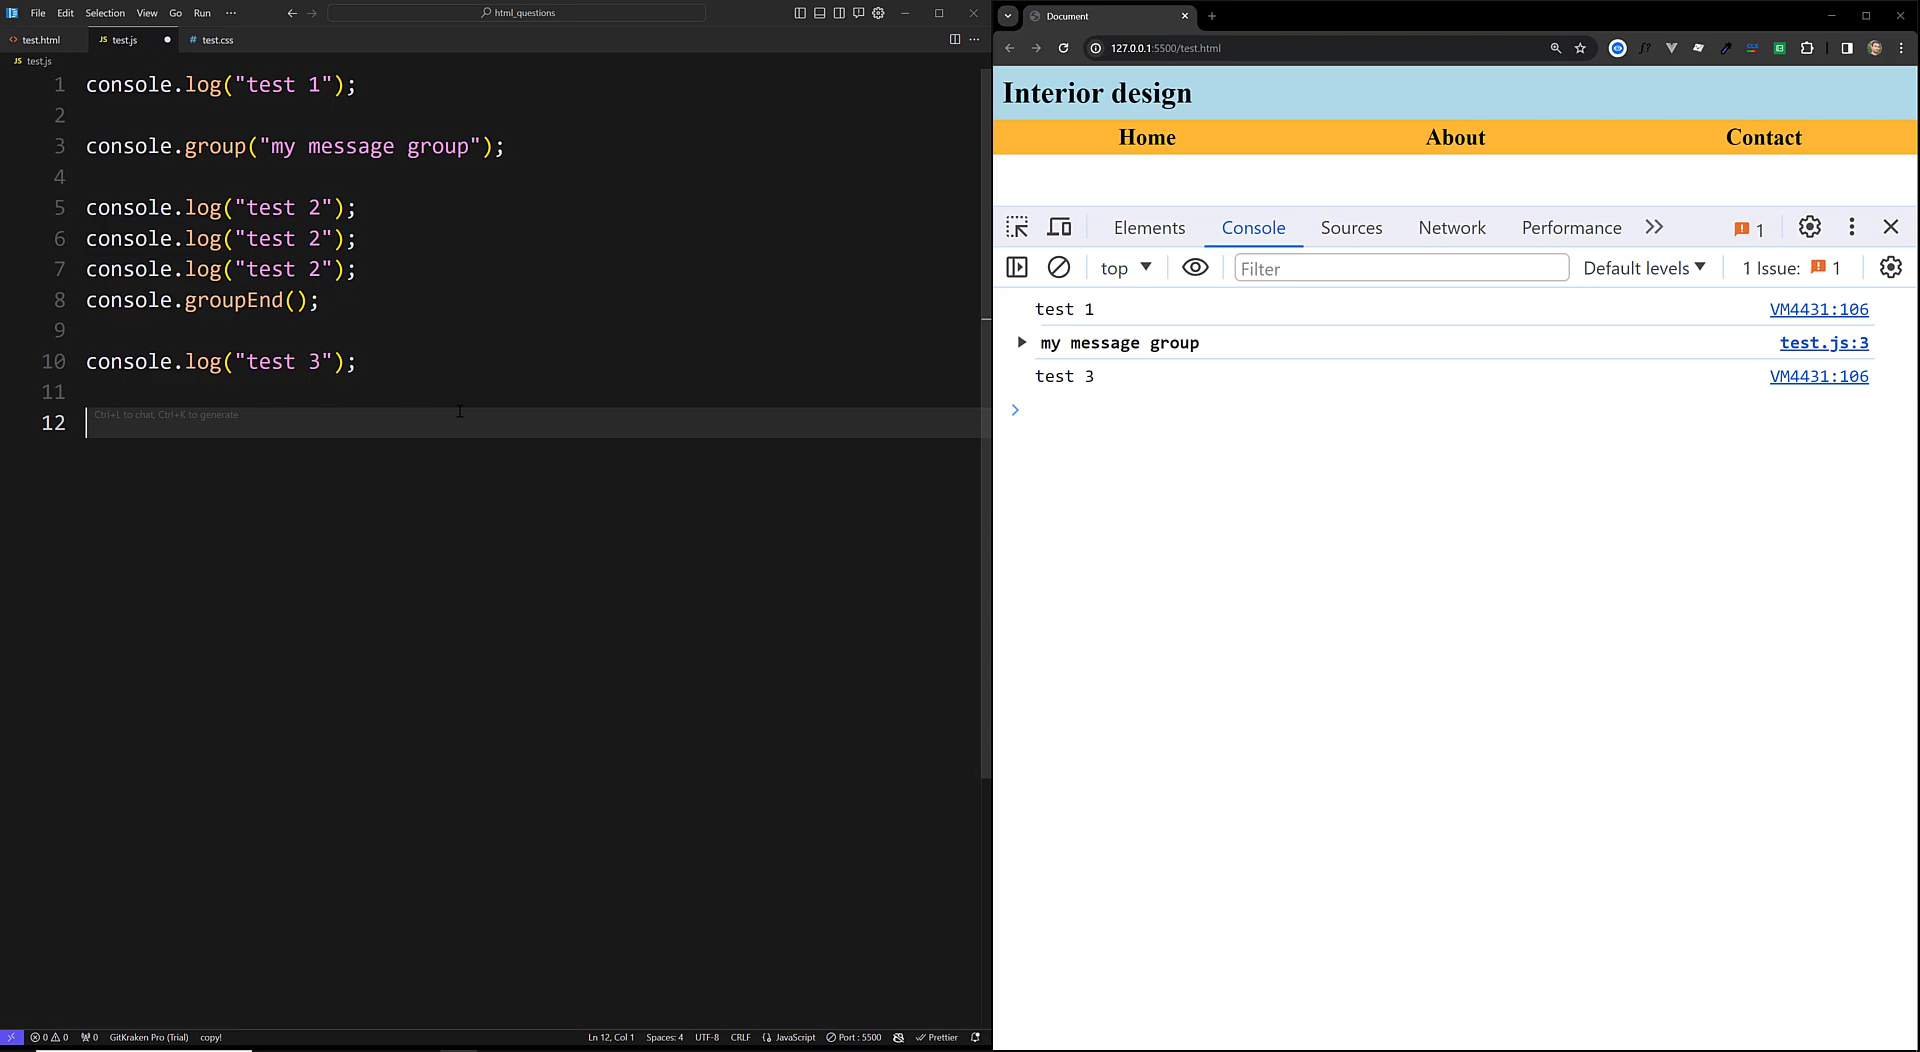 File Edit Selection View Go Run ... html_questions
test.html JS test.js # test.css
JS test.js
1 console.log("test 1");
2
3 console.group("my message group");
4
5 console.log("test 2");
6 console.log("test 2");
7 console.log("test 2");
8 console.groupEnd();
9
10 console.log("test 3");
11
12 Ctrl+L to chat, Ctrl+K to generate
0 0 0 GitKraken Pro (Trial) copy! Ln 12, Col 1 Spaces: 4 UTF-8 CRLF JavaScript Port : 5500 Prettier
Document
127.0.0.1:5500/test.html
Interior design
Home About Contact
Elements Console Sources Network Performance 1
top Filter Default levels 1 Issue: 1
test 1 VM4431:106
my message group test.js:3
test 3 VM4431:106